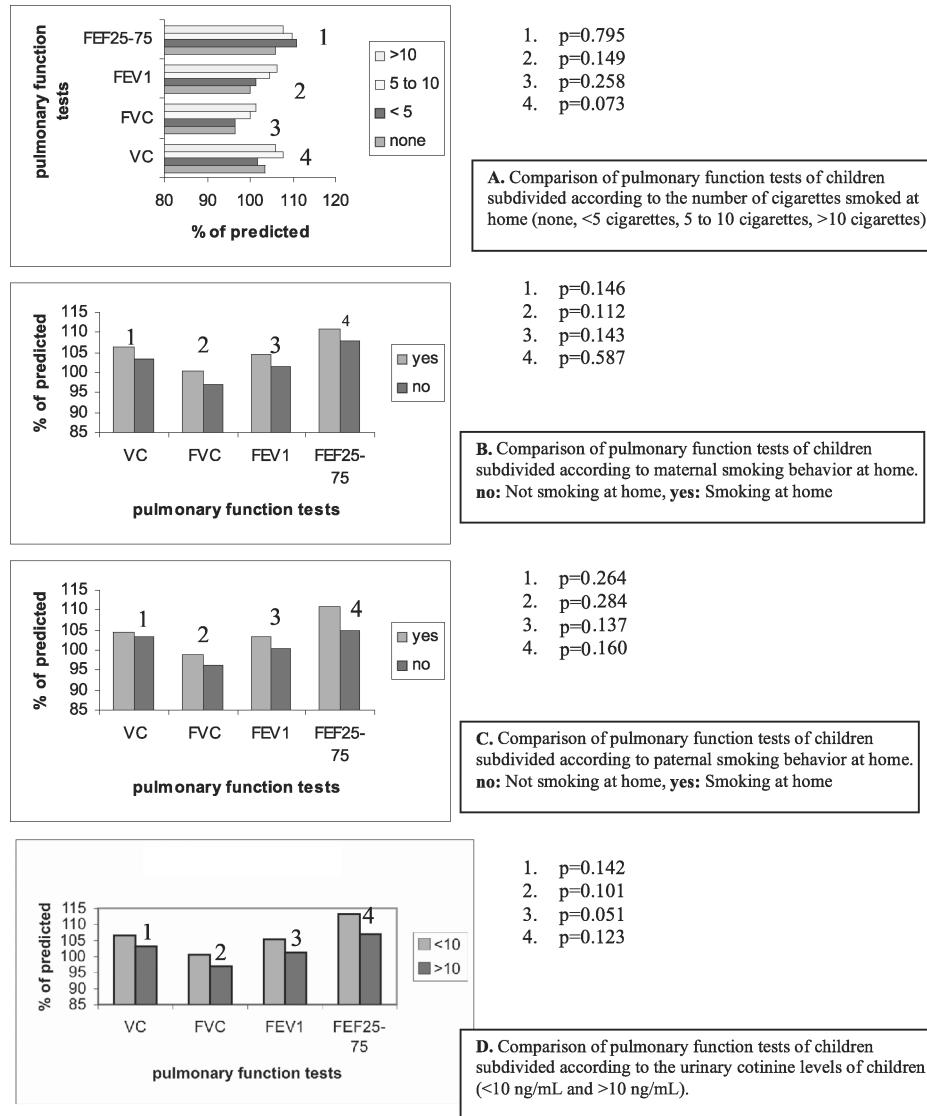 pulmonary function
tests
FEF25-75
FEV1
FVC
VC
1
2
3
4
80 90 100 110 120
% of predicted
>10
5 to 10
< 5
none
1. p=0.795
2. p=0.149
3. p=0.258
4. p=0.073
A. Comparison of pulmonary function tests of children
subdivided according to the number of cigarettes smoked at
home (none, <5 cigarettes, 5 to 10 cigarettes, >10 cigarettes)
% of predicted
115
110
105
100
95
90
85
1 2 3 4
VC FVC FEV1 FEF25-
75
pulmonary function tests
yes
no
1. p=0.146
2. p=0.112
3. p=0.143
4. p=0.587
B. Comparison of pulmonary function tests of children
subdivided according to maternal smoking behavior at home.
no: Not smoking at home, yes: Smoking at home
% of predicted
115
110
105
100
95
90
85
1 2 3 4
VC FVC FEV1 FEF25-
75
pulmonary function tests
yes
no
1. p=0.264
2. p=0.284
3. p=0.137
4. p=0.160
C. Comparison of pulmonary function tests of children
subdivided according to paternal smoking behavior at home.
no: Not smoking at home, yes: Smoking at home
% of predicted
115
110
105
100
95
90
85
1 2 3 4
VC FVC FEV1 FEF25-
75
pulmonary function tests
<10
>10
1. p=0.142
2. p=0.101
3. p=0.051
4. p=0.123
D. Comparison of pulmonary function tests of children
subdivided according to the urinary cotinine levels of children
(<10 ng/mL and >10 ng/mL).